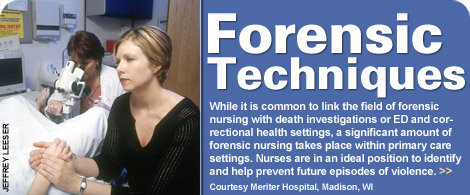 Forensic
Techniques
While it is common to link the field of forensic
nursing with death investigations or ED and cor-
rectional health settings, a significant amount of
forensic nursing takes place within primary care
settings. Nurses are in an ideal position to identify
and help prevent future episodes of violence. >>
Courtesy Meriter Hospital, Madison, WI
JEFFREY LEESER